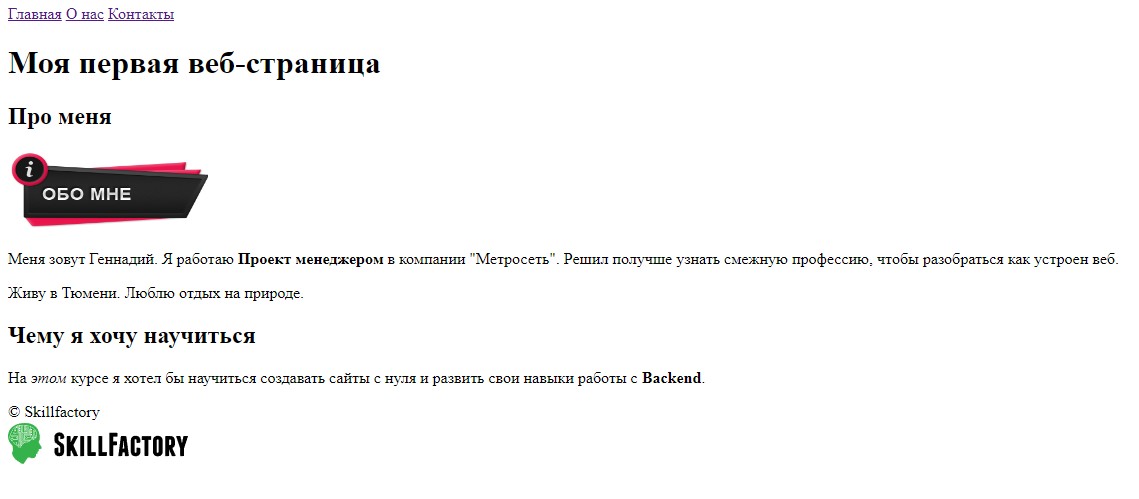 Главная О нас Контакты
Моя первая веб-страница
Про меня
i
ОБО МНЕ
Меня зовут Геннадий. Я работаю Проект менеджером в компании "Метросеть". Решил получше узнать смежную профессию, чтобы разобраться как устроен веб.
Живу в Тюмени. Люблю отдых на природе.
Чему я хочу научиться
На этом курсе я хотел бы научиться создавать сайты с нуля и развить свои навыки работы с Backend.
© Skillfactory
SKILLFACTORY